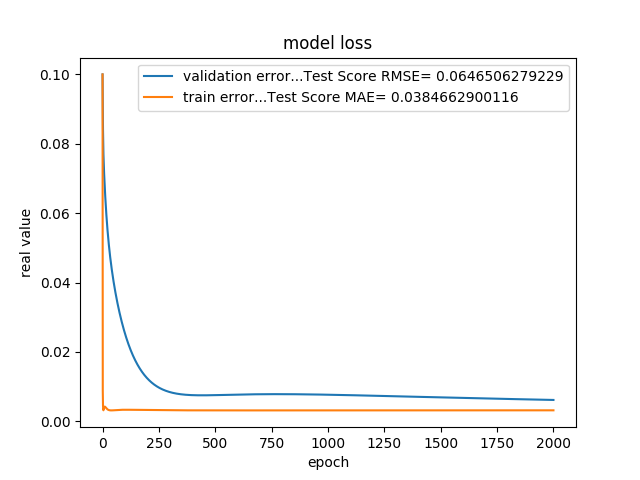 model loss
validation error...Test Score RMSE= 0.0646506279229
train error...Test Score MAE= 0.0384662900116
real value
0.10
0.08
0.06
0.04
0.02
0.00
0 250 500 750 1000 1250 1500 1750 2000
epoch